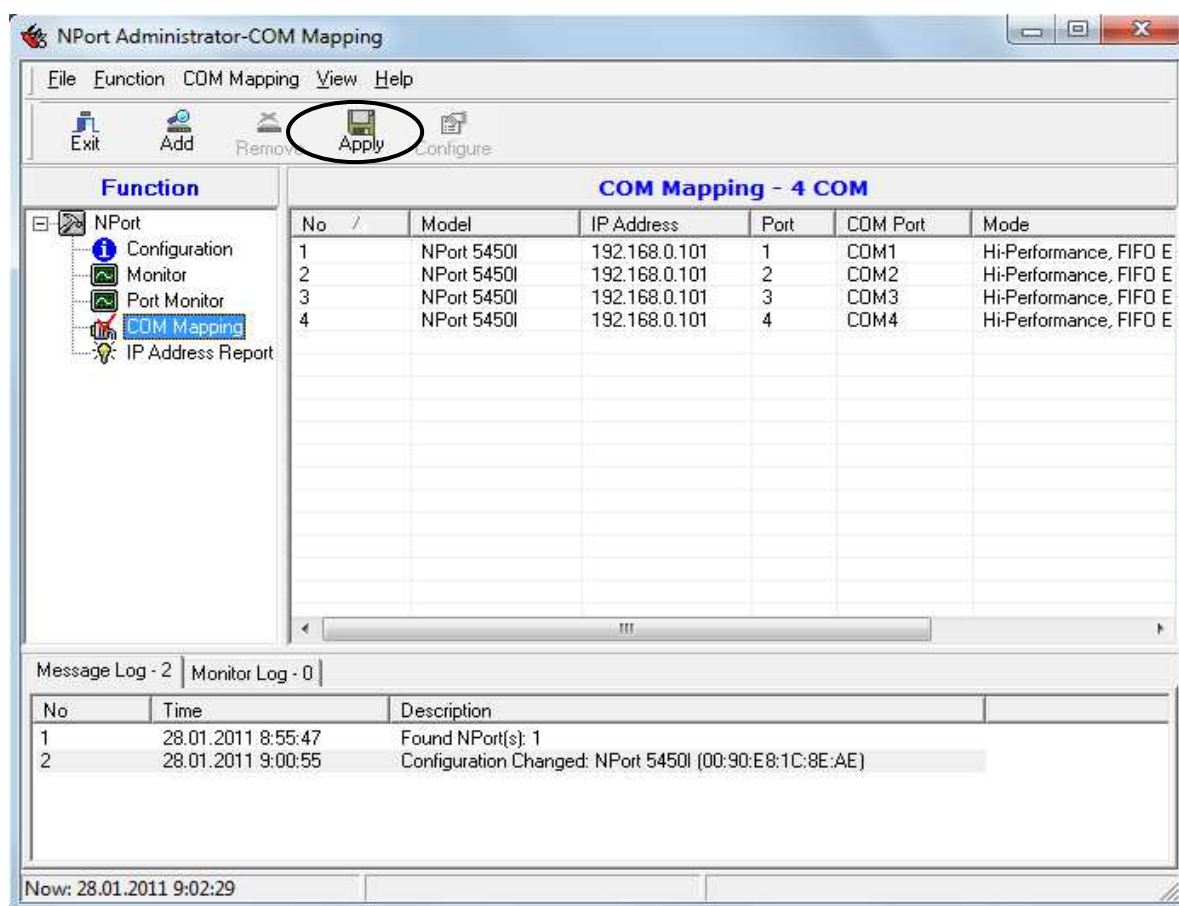 NPort Administrator-COM Mapping
File Function COM Mapping View Help
Exit Add Remove Apply Configure
Function
COM Mapping - 4 COM
NPort
Configuration
Monitor
Port Monitor
COM Mapping
IP Address Report
No / Model IP Address Port COM Port Mode
1 NPort 5450I 192.168.0.101 1 COM1 Hi-Performance, FIFO E
2 NPort 5450I 192.168.0.101 2 COM2 Hi-Performance, FIFO E
3 NPort 5450I 192.168.0.101 3 COM3 Hi-Performance, FIFO E
4 NPort 5450I 192.168.0.101 4 COM4 Hi-Performance, FIFO E
Message Log - 2 Monitor Log - 0
No Time Description
1 28.01.2011 8:55:47 Found NPort(s): 1
2 28.01.2011 9:00:55 Configuration Changed: NPort 5450I (00:90:E8:1C:8E:AE)
Now: 28.01.2011 9:02:29